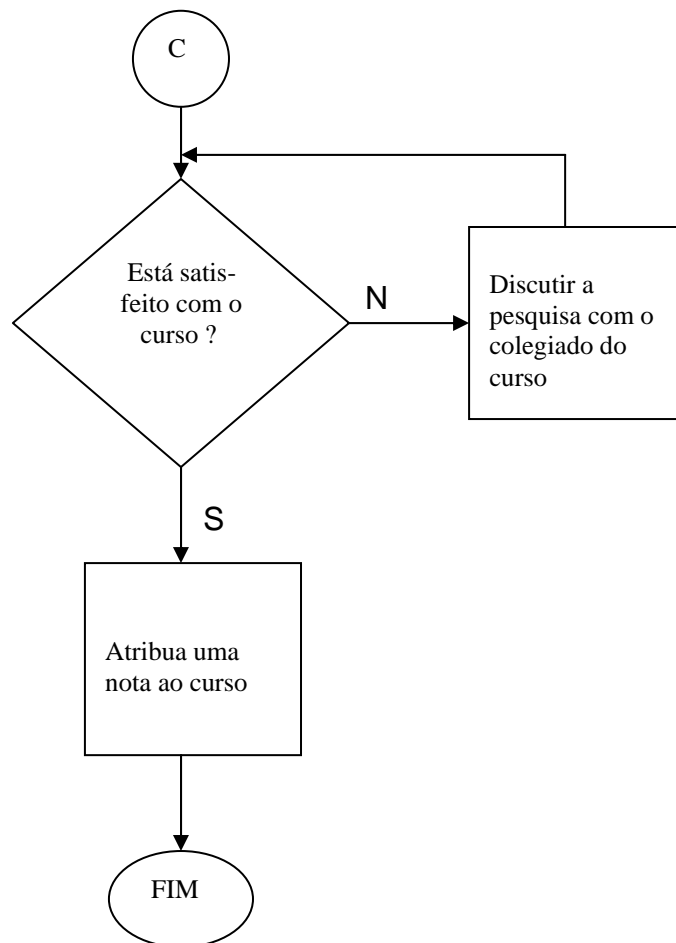 C
Está satis-
feito com o
curso ?
N
Discutir a
pesquisa com o
colegiado do
curso
S
Atribua uma
nota ao curso
FIM